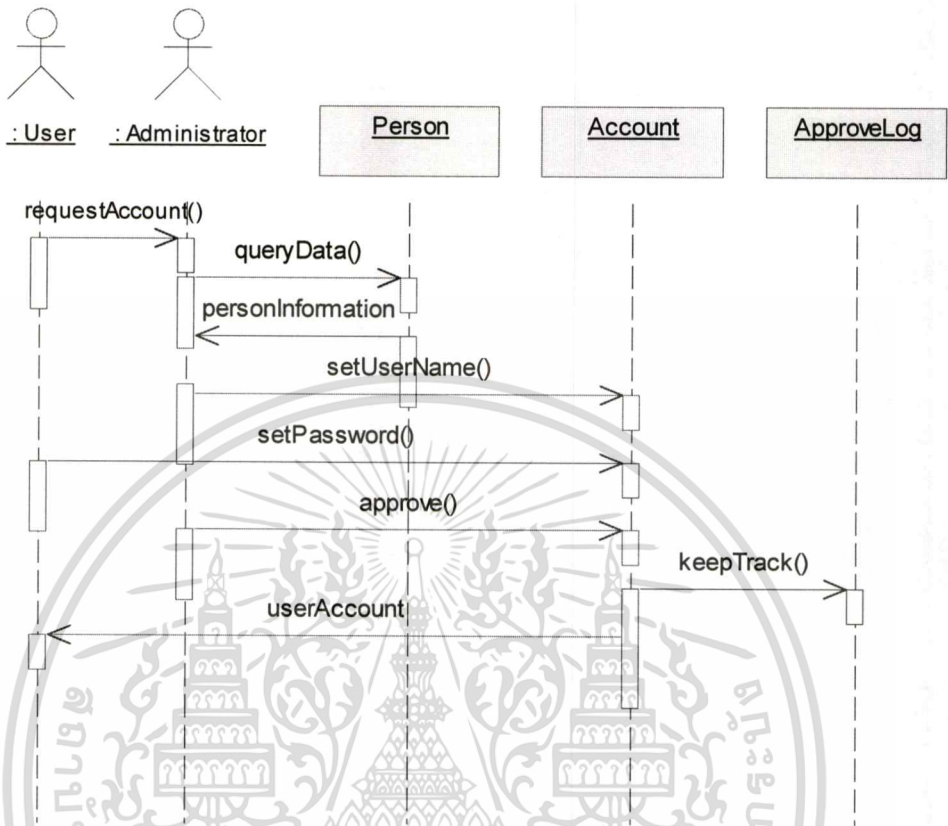 : User
: Administrator
Person
Account
ApproveLog
requestAccount()
queryData()
personInformation
setUserName()
setPassword()
approve()
keepTrack()
userAccount